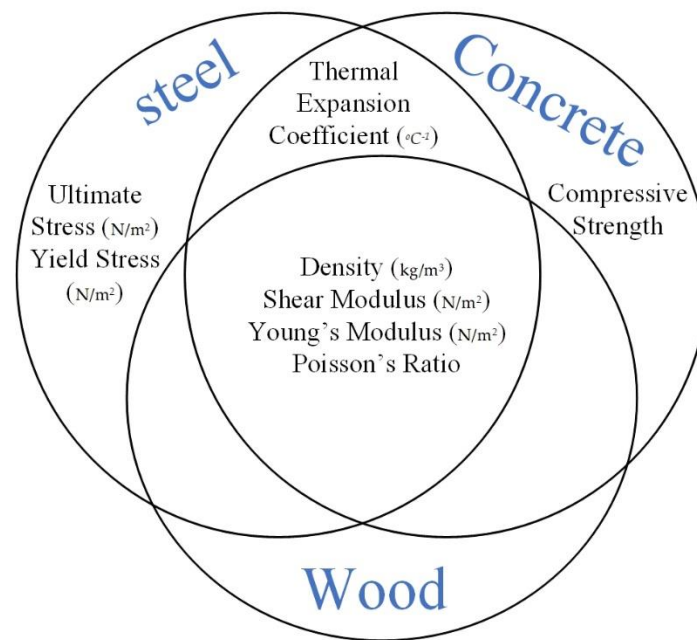 steel
Concrete
Thermal
Expansion
Coefficient (ºC⁻¹)
Ultimate
Stress (N/m²)
Yield Stress
(N/m²)
Compressive
Strength
Density (kg/m³)
Shear Modulus (N/m²)
Young’s Modulus (N/m²)
Poisson’s Ratio
Wood